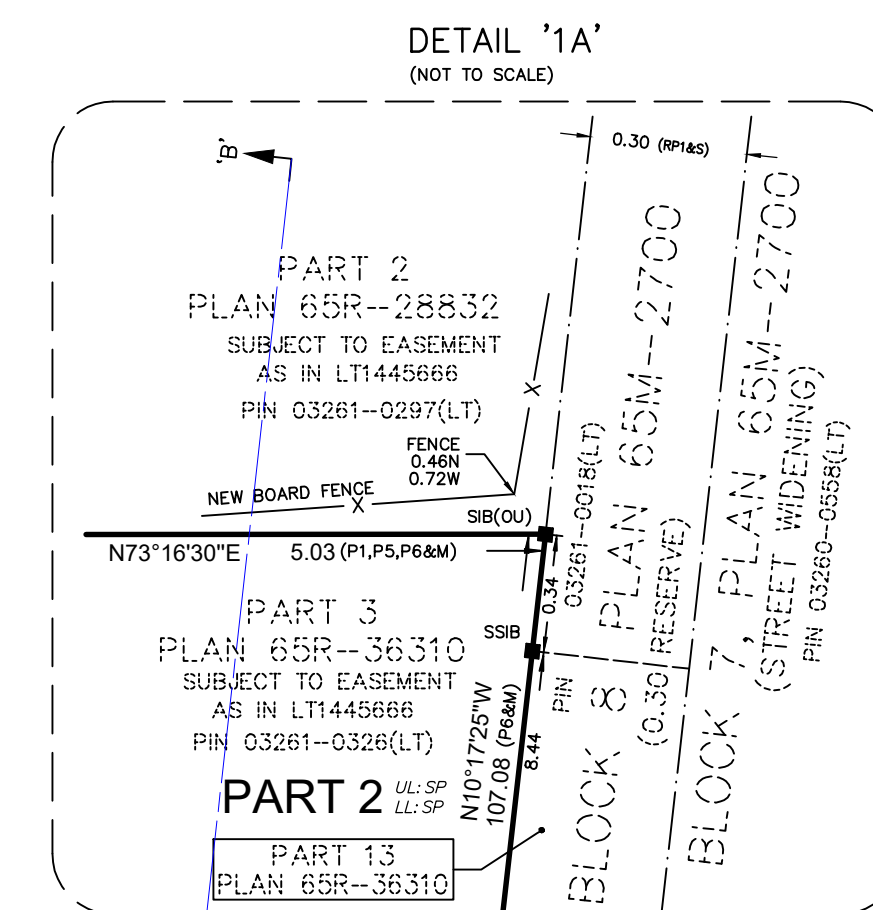 DETAIL '1A'
(NOT TO SCALE)
'B'
0.30 (RP1&S)
PART 2
PLAN 65R--28832
SUBJECT TO EASEMENT
AS IN LT1445666
PIN 03261--0297(LT)
FENCE
0.46N
0.72W
X
NEW BOARD FENCE
X
SIB(OU)
N73°16'30"E
5.03 (P1,P5,P6&M)
0.34
SSIB
PART 3
PLAN 65R--36310
SUBJECT TO EASEMENT
AS IN LT1445666
PIN 03261--0326(LT)
PART 2
UL: SP
LL: SP
PART 13
PLAN 65R--36310
N10°17'25"W
107.08 (P6&M)
8.44
PIN 03261--0018(LT)
BLOCK 8 PLAN 65M--2700
(0.30 RESERVE)
BLOCK 7, PLAN 65M--2700
(STREET WIDENING)
PIN 03260--0558(LT)